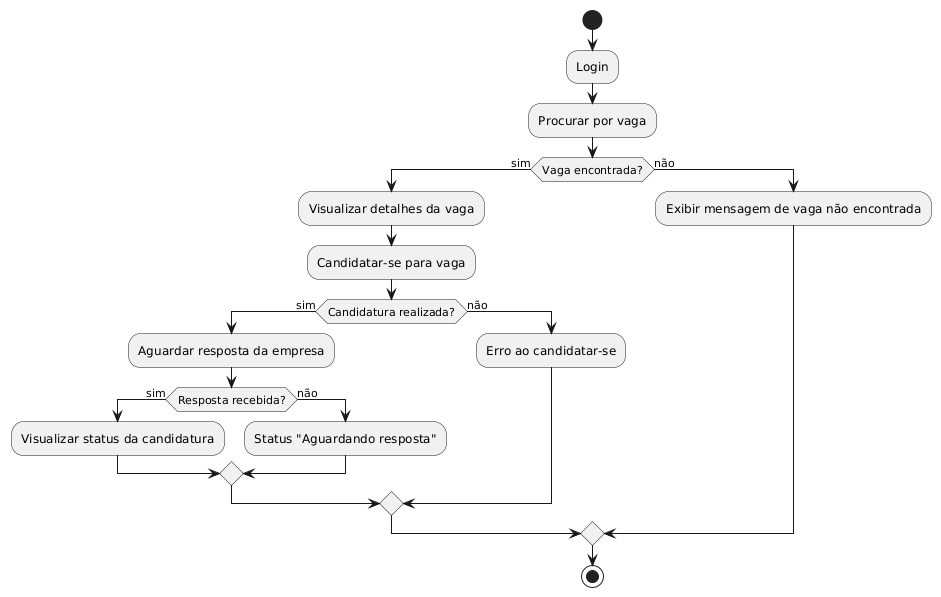 Login
Procurar por vaga
sim
Vaga encontrada?
não
Visualizar detalhes da vaga
Exibir mensagem de vaga não encontrada
Candidatar-se para vaga
sim
Candidatura realizada?
não
Aguardar resposta da empresa
Erro ao candidatar-se
sim
Resposta recebida?
não
Visualizar status da candidatura
Status "Aguardando resposta"